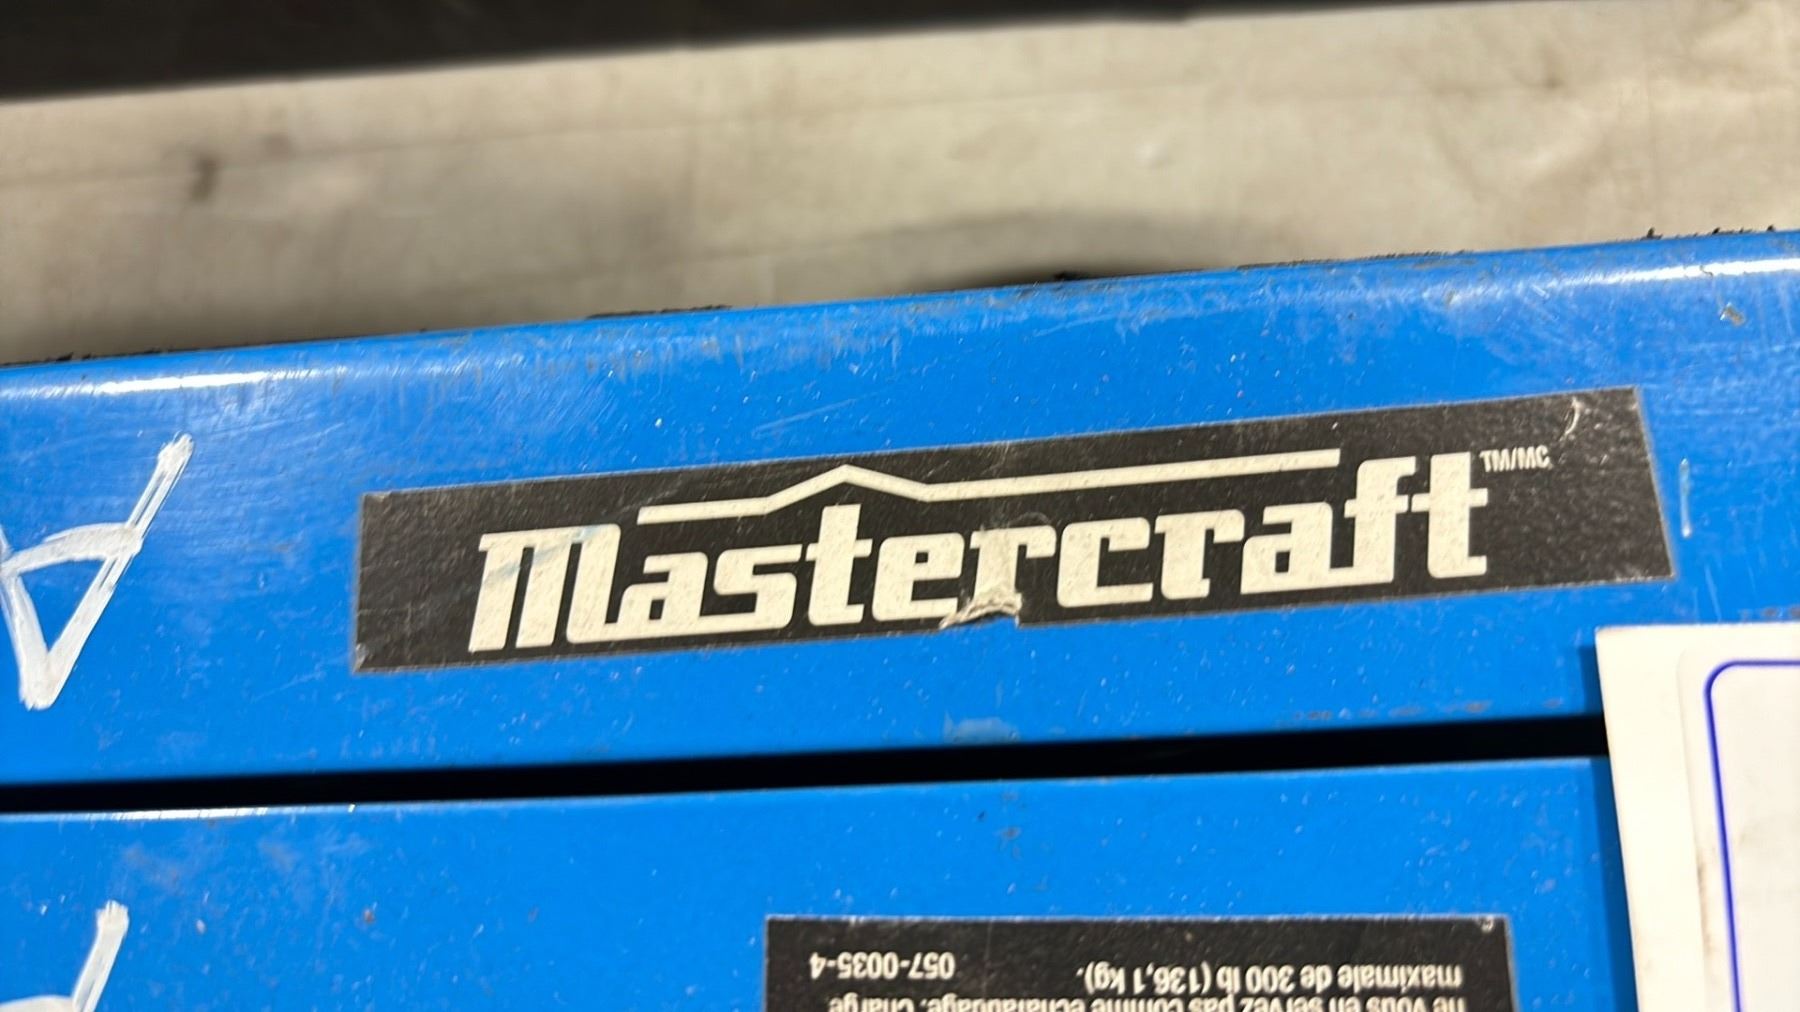 Mastercraft TM/MC
A
ne vous en servez pas comme échafaudage. Charge
maximale de 300 lb (136,1 kg).
057-0035-4